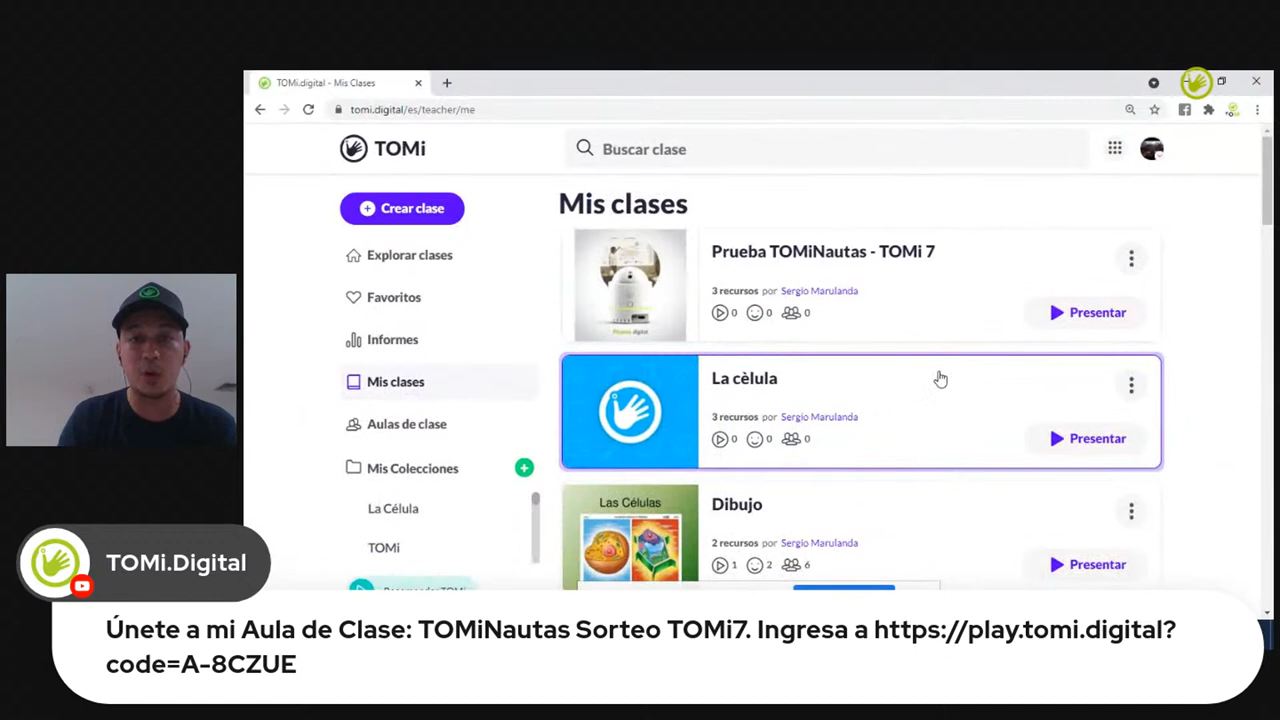 TOMi.digital - Mis Clases
tomi.digital/es/teacher/me
TOMi
Buscar clase
Crear clase
Explorar clases
Favoritos
Informes
Mis clases
Aulas de clase
Mis Colecciones
La Célula
TOMi
Mis clases
Prueba TOMiNautas - TOMi 7
3 recursos por Sergio Marulanda
0 0 0
Presentar
La cèlula
3 recursos por Sergio Marulanda
0 0 0
Presentar
Las Células
Dibujo
2 recursos por Sergio Marulanda
1 2 6
Presentar
TOMi.Digital
Únete a mi Aula de Clase: TOMiNautas Sorteo TOMi7. Ingresa a https://play.tomi.digital?
code=A-8CZUE